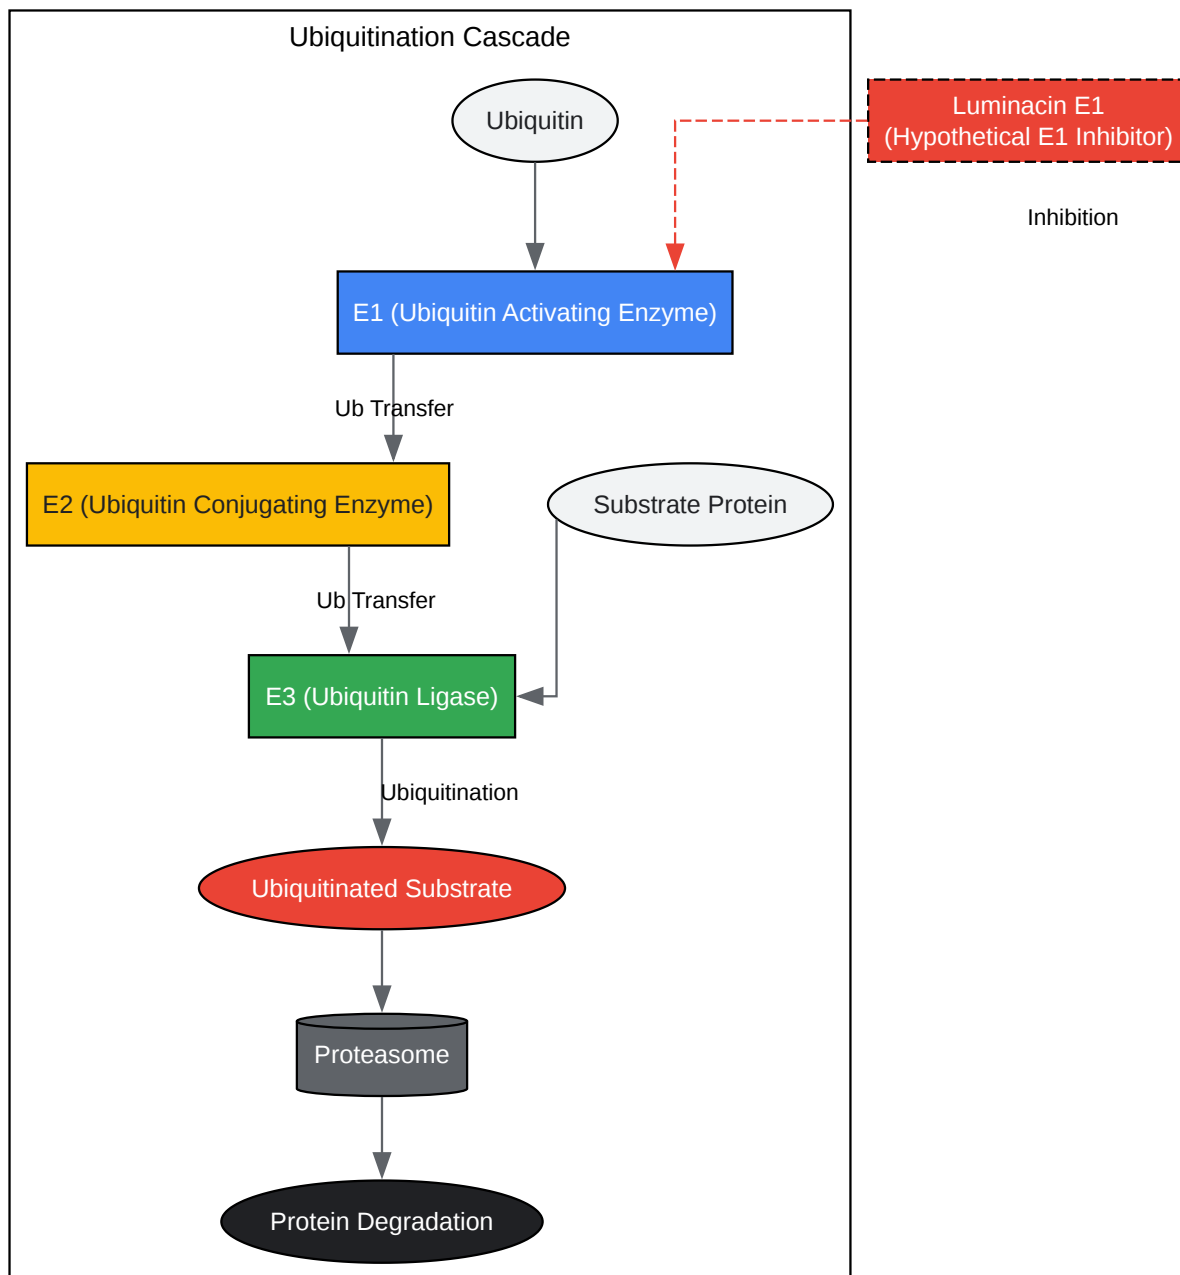 Ubiquitination Cascade
Ubiquitin
Luminacin E1
(Hypothetical E1 Inhibitor)
Inhibition
E1 (Ubiquitin Activating Enzyme)
Ub Transfer
E2 (Ubiquitin Conjugating Enzyme)
Substrate Protein
Ub Transfer
E3 (Ubiquitin Ligase)
Ubiquitination
Ubiquitinated Substrate
Proteasome
Protein Degradation